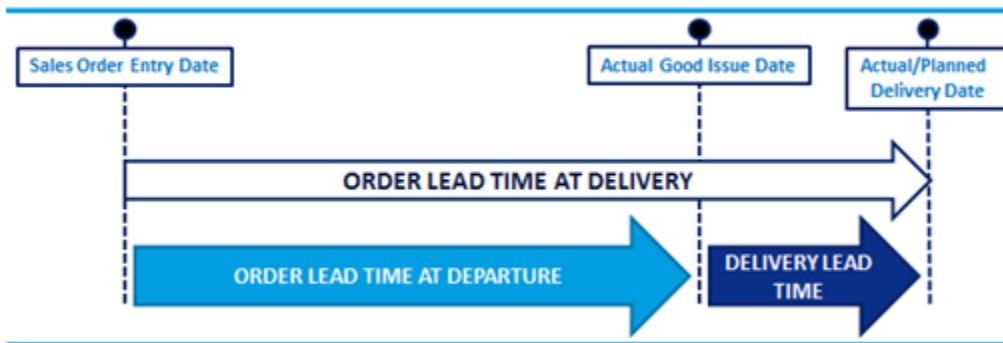 Sales Order Entry Date
Actual Good Issue Date
Actual/Planned
Delivery Date
ORDER LEAD TIME AT DELIVERY
ORDER LEAD TIME AT DEPARTURE
DELIVERY LEAD
TIME